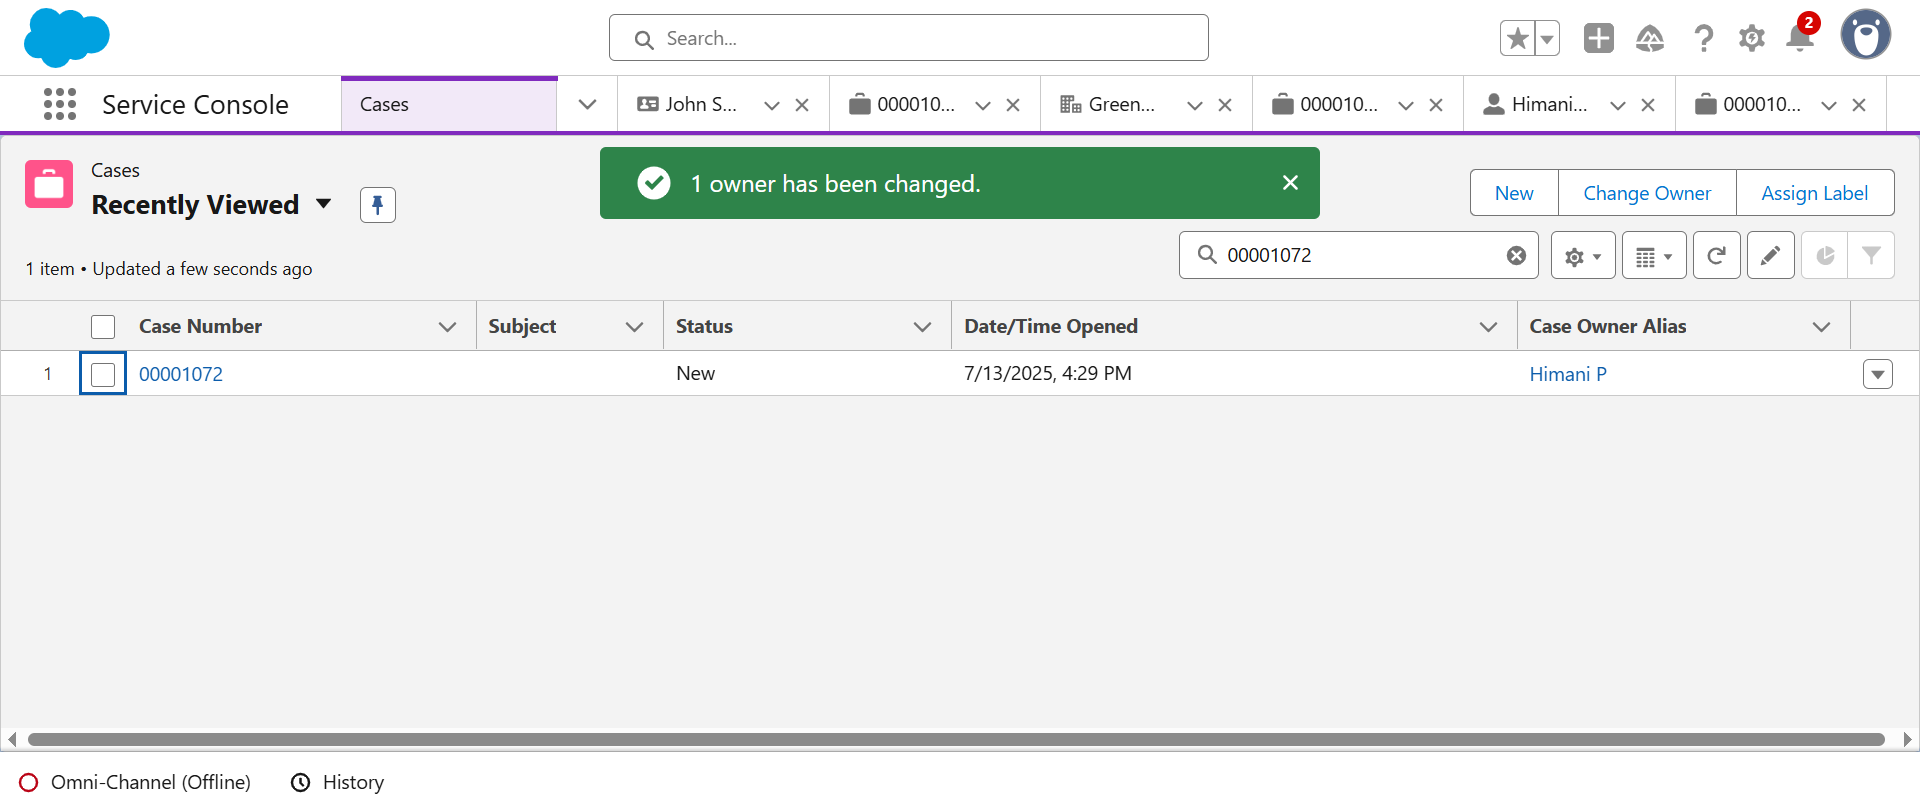 Search...
2
Service Console
Cases
John S...
000010...
Green...
000010...
Himani...
000010...
Cases
Recently Viewed
1 owner has been changed.
New
Change Owner
Assign Label
1 item • Updated a few seconds ago
00001072
Case Number
Subject
Status
Date/Time Opened
Case Owner Alias
1
00001072
New
7/13/2025, 4:29 PM
Himani P
Omni-Channel (Offline)
History